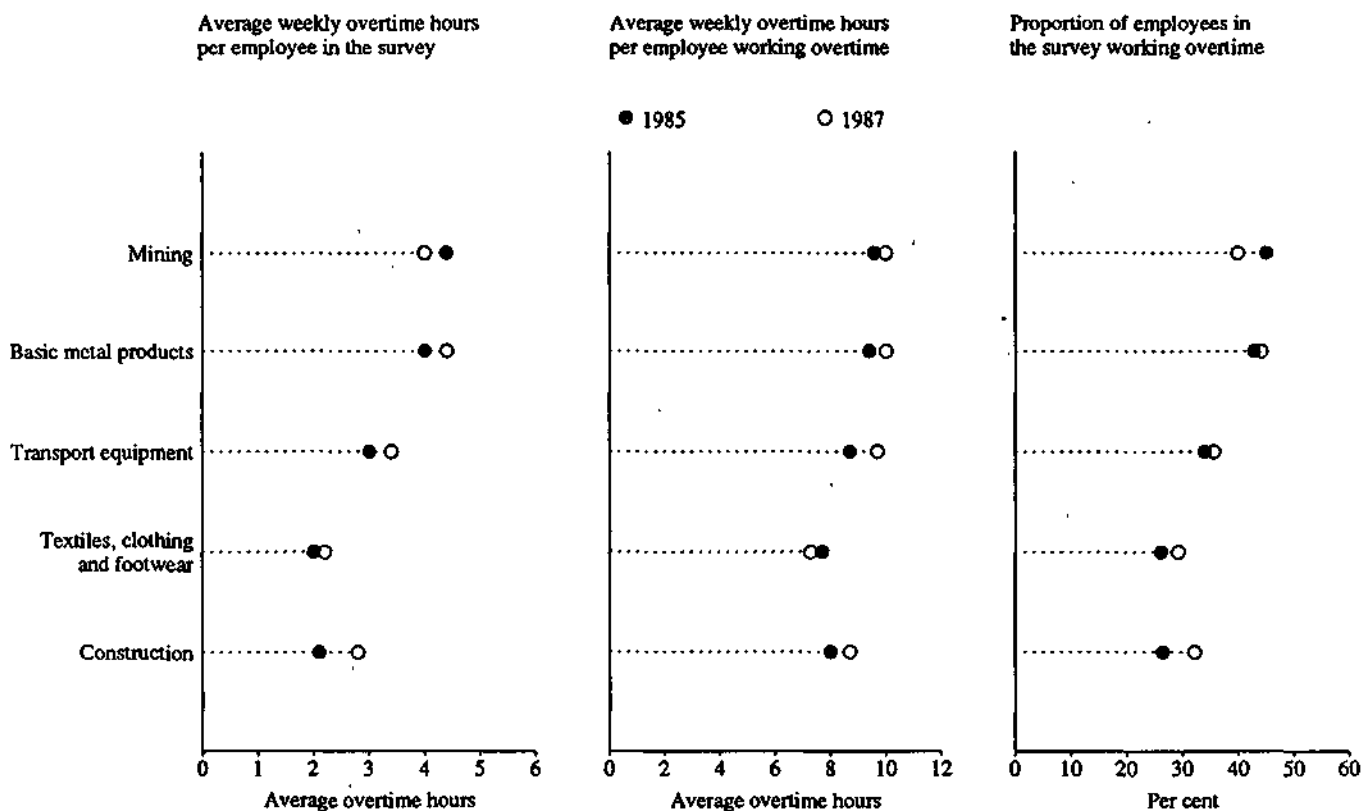 Average weekly overtime hours
per employee in the survey
Average weekly overtime hours
per employee working overtime
Proportion of employees in
the survey working overtime
● 1985
○ 1987
Mining
Basic metal products
Transport equipment
Textiles, clothing
and footwear
Construction
0 2 4 6
0 2 4 6 8 10 12
0 10 20 30 40 50 60
Average overtime hours
Average overtime hours
Per cent